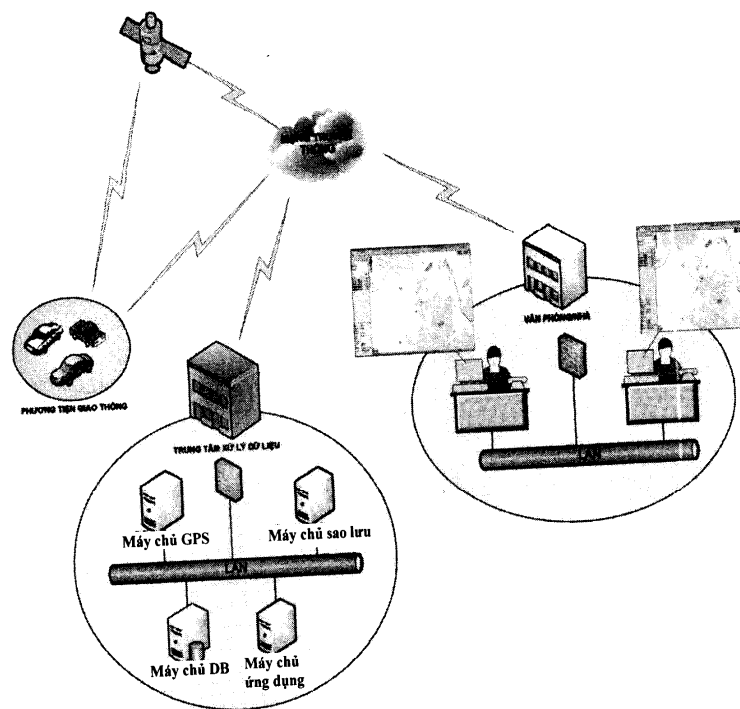 THÔNG
VĂN PHÒNG/NHÀ
PHƯƠNG TIỆN GIAO THÔNG
TRUNG TÂM XỬ LÝ DỮ LIỆU
Máy chủ GPS
Máy chủ sao lưu
LAN
LAN
Máy chủ DB
Máy chủ
ứng dụng